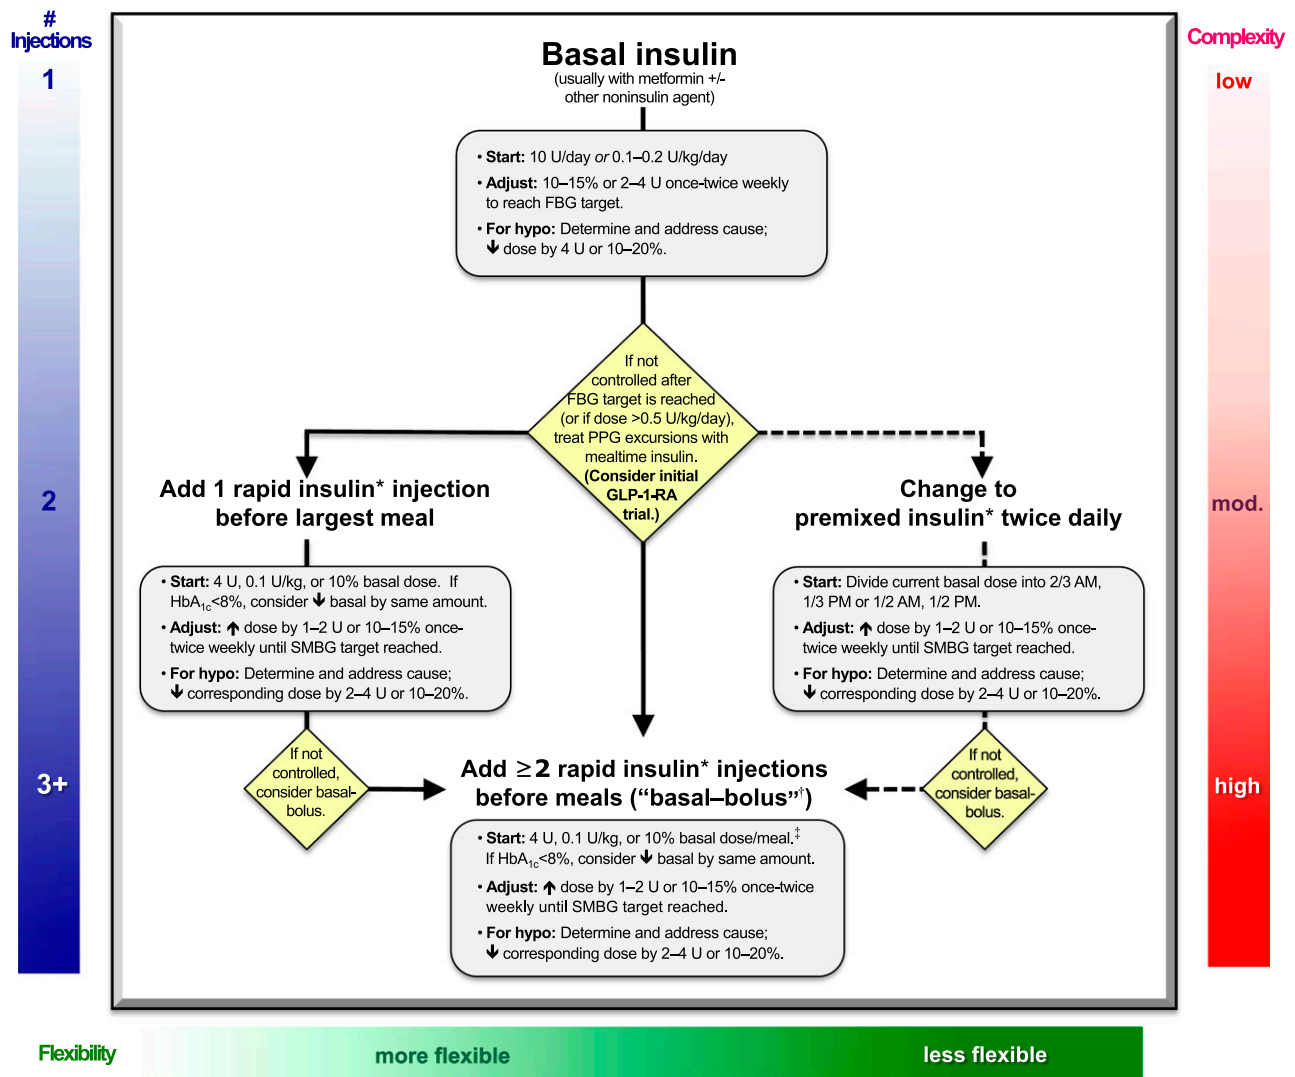 #
Injections
1
2
3+
Complexity
low
mod.
high
Basal insulin
(usually with metformin +/-
other noninsulin agent)
• Start: 10 U/day or 0.1–0.2 U/kg/day
• Adjust: 10–15% or 2–4 U once-twice weekly
to reach FBG target.
• For hypo: Determine and address cause;
↓ dose by 4 U or 10–20%.
If not
controlled after
FBG target is reached
(or if dose >0.5 U/kg/day),
treat PPG excursions with
mealtime insulin.
(Consider initial
GLP-1-RA
trial.)
Add 1 rapid insulin* injection
before largest meal
• Start: 4 U, 0.1 U/kg, or 10% basal dose. If
HbA1c<8%, consider ↓ basal by same amount.
• Adjust: ↑ dose by 1–2 U or 10–15% once-
twice weekly until SMBG target reached.
• For hypo: Determine and address cause;
↓ corresponding dose by 2–4 U or 10–20%.
If not
controlled,
consider basal-
bolus.
Change to
premixed insulin* twice daily
• Start: Divide current basal dose into 2/3 AM,
1/3 PM or 1/2 AM, 1/2 PM.
• Adjust: ↑ dose by 1–2 U or 10–15% once-
twice weekly until SMBG target reached.
• For hypo: Determine and address cause;
↓ corresponding dose by 2–4 U or 10–20%.
If not
controlled,
consider basal-
bolus.
Add ≥2 rapid insulin* injections
before meals (“basal–bolus”†)
• Start: 4 U, 0.1 U/kg, or 10% basal dose/meal.‡
If HbA1c<8%, consider ↓ basal by same amount.
• Adjust: ↑ dose by 1–2 U or 10–15% once-twice
weekly until SMBG target reached.
• For hypo: Determine and address cause;
↓ corresponding dose by 2–4 U or 10–20%.
Flexibility
more flexible
less flexible